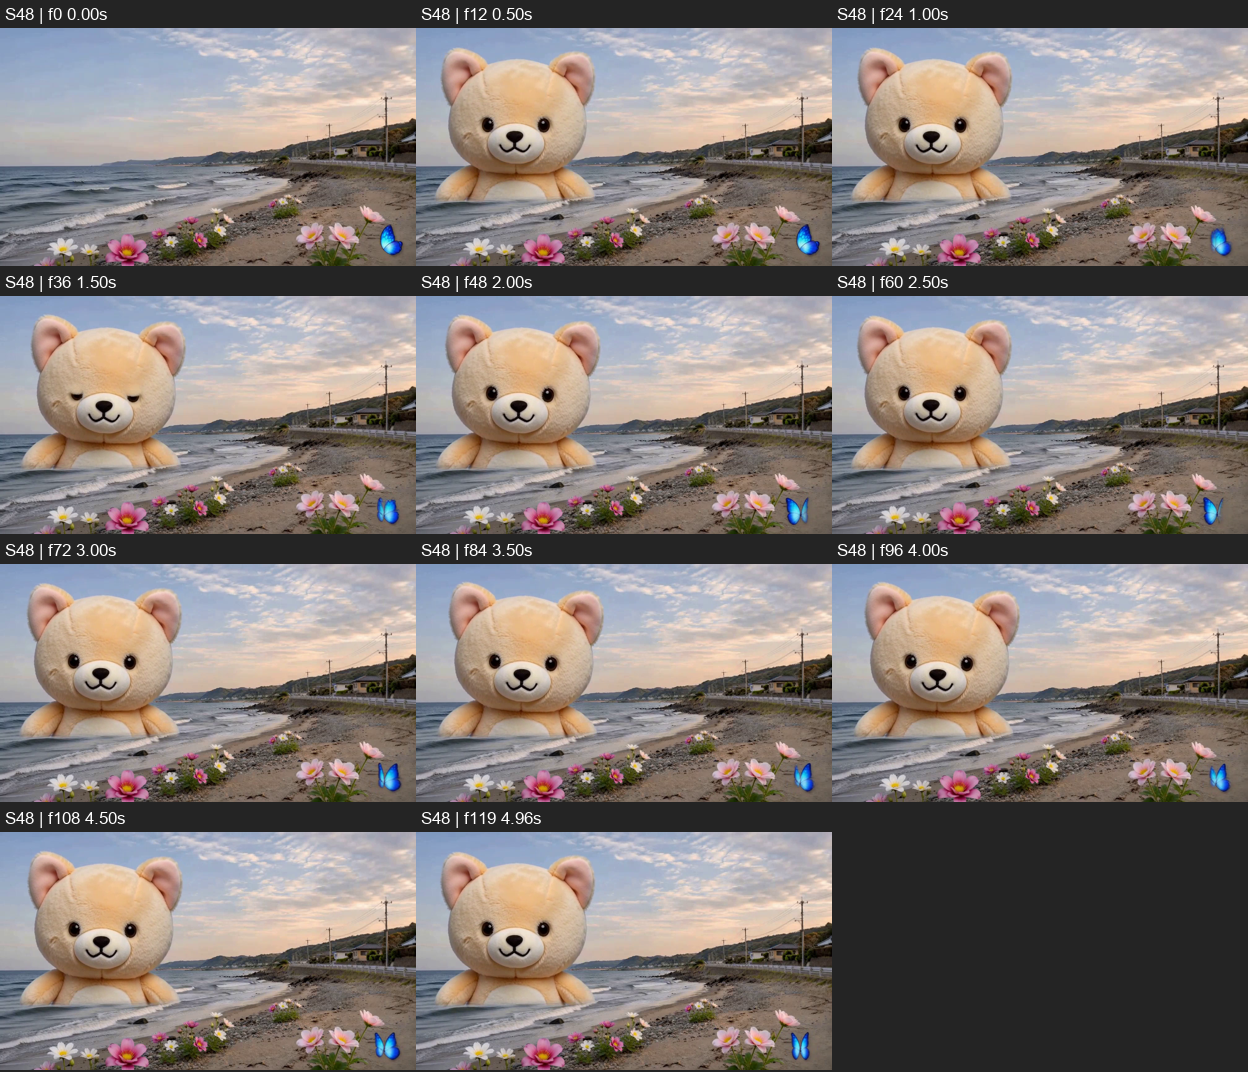 S48 | f0 0.00s
S48 | f12 0.50s
S48 | f24 1.00s
S48 | f36 1.50s
S48 | f48 2.00s
S48 | f60 2.50s
S48 | f72 3.00s
S48 | f84 3.50s
S48 | f96 4.00s
S48 | f108 4.50s
S48 | f119 4.96s